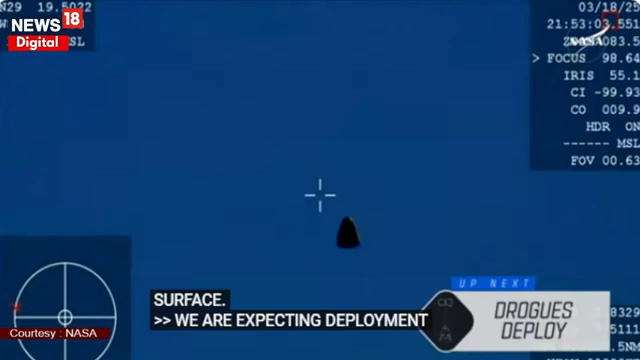 N29 19.5022
NEWS 18
Digital
03/18/25
21:53:03.551
NASA
> FOCUS 98.64
IRIS 55.1
CI -99.93
CO 009.9
HDR ON
------ MSL
FOV 00.63
SURFACE.
>> WE ARE EXPECTING DEPLOYMENT
UP NEXT
DROGUES
DEPLOY
Courtesy : NASA